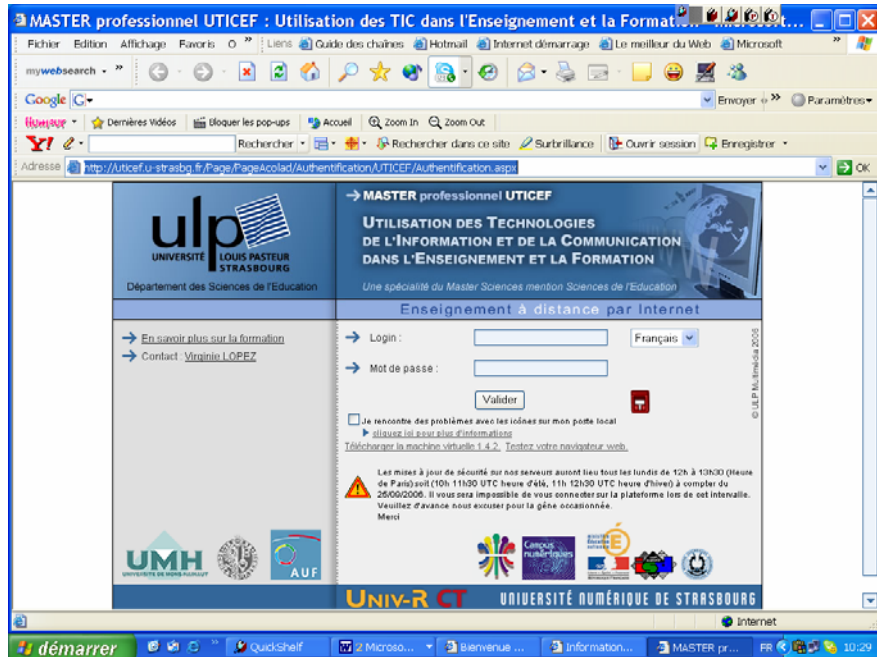 MASTER professionnel UTICEF : Utilisation des TIC dans l'Enseignement et la Format
Fichier Edition Affichage Favoris O » Liens Guide des chaînes Hotmail Internet démarrage Le meilleur du Web Microsoft »
mywebsearch »
Google G Envoyer » Paramètres
Dernières Vidéos Bloquer les pop-ups Accueil Zoom In Zoom Out
Y! Rechercher Rechercher dans ce site Surbrillance Ouvrir session Enregistrer
Adresse http://uticef.u-strasbg.fr/Page/PageAcolad/Authentification/UTICEF/Authentification.aspx OK
ulp
UNIVERSITÉ LOUIS PASTEUR
STRASBOURG
Département des Sciences de l'Education
MASTER professionnel UTICEF
UTILISATION DES TECHNOLOGIES
DE L'INFORMATION ET DE LA COMMUNICATION
DANS L'ENSEIGNEMENT ET LA FORMATION
Une spécialité du Master Sciences mention Sciences de l'Education
Enseignement à distance par Internet
En savoir plus sur la formation
Contact : Virginie LOPEZ
Login : Français
Mot de passe :
Valider
© ULP Multimédia 2006
Je rencontre des problèmes avec les icônes sur mon poste local
cliquez ici pour plus d'informations
Télécharger la machine virtuelle 1.4.2. Testez votre navigateur web.
Les mises à jour de sécurité sur nos serveurs auront lieu tous les lundis de 12h à 13h30 (Heure
de Paris) soit (10h 11h30 UTC heure d'été, 11h 12h30 UTC heure d'hiver) à compter du
25/09/2006. Il vous sera impossible de vous connecter sur la plateforme lors de cet intervalle.
Veuillez d'avance nous excuser pour la gêne occasionnée.
Merci
UMH
UNIVERSITÉ DE MONS-HAINAUT
AUF
Campus
numériques
UNIV-R CT UNIVERSITÉ NUMÉRIQUE DE STRASBOURG
Internet
démarrer » QuickShelf 2 Microso... Bienvenue ... Information... MASTER pr... FR 10:29